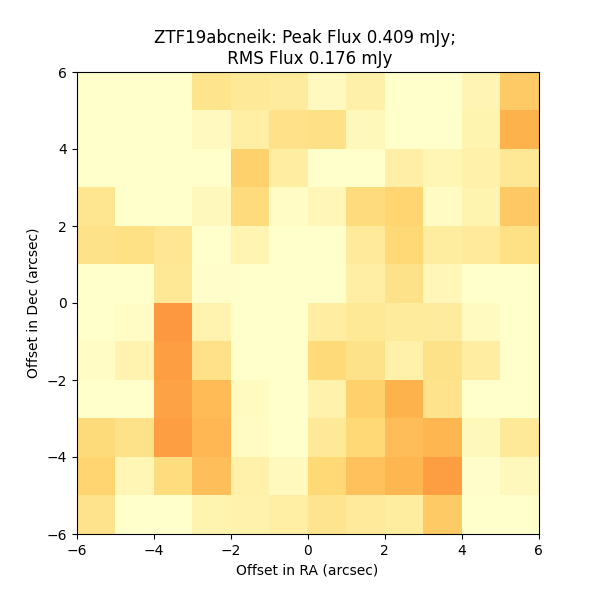 ZTF19abcneik: Peak Flux 0.409 mJy;
RMS Flux 0.176 mJy
6
4
2
0
−2
−4
−6
Offset in Dec (arcsec)
−6 −4 −2 0 2 4 6
Offset in RA (arcsec)